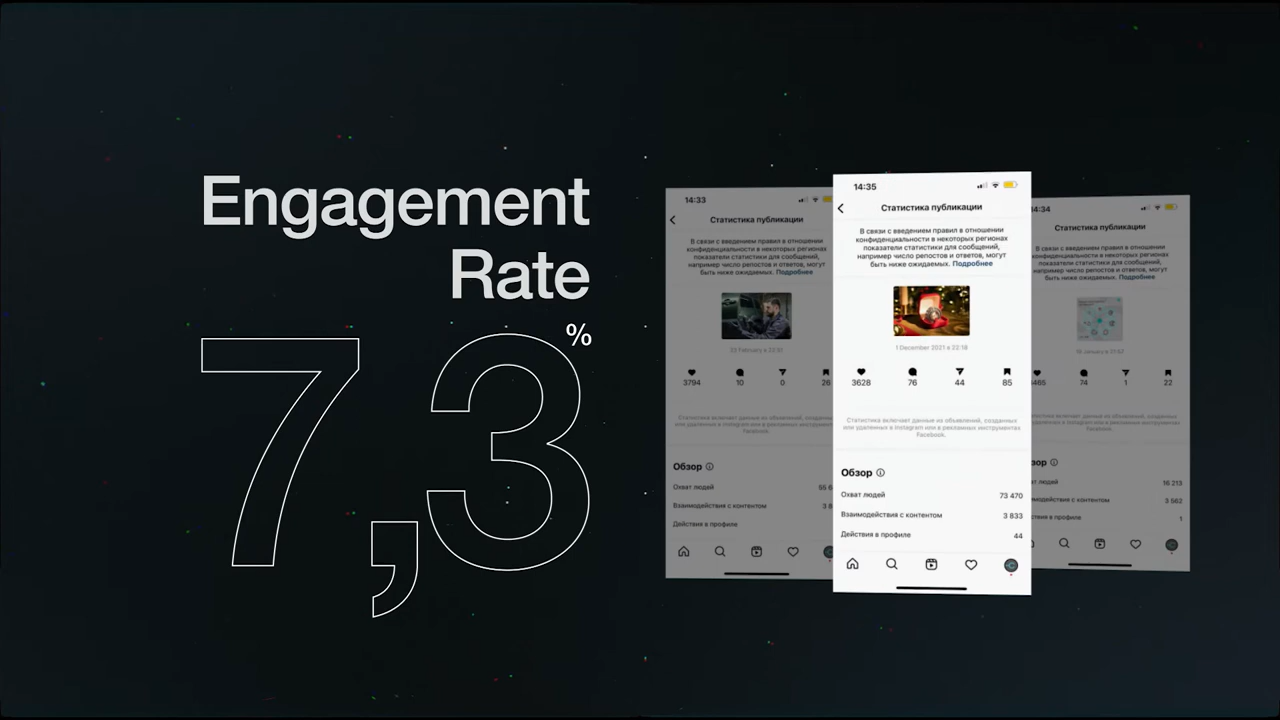 Engagement
Rate
7,3%
14:33
Статистика публикации
В связи с введением правил в отношении
конфиденциальности в некоторых регионах
показатели статистики для сообщений,
например число репостов и ответов, могут
быть ниже ожидаемых. Подробнее
3794 10 0 26
Статистика включает данные из объявлений,
Facebook.
Обзор
Охват людей
Взаимодействия с контентом
Действия в профиле
14:35
Статистика публикации
В связи с введением правил в отношении
конфиденциальности в некоторых регионах
показатели статистики для сообщений,
например число репостов и ответов, могут
быть ниже ожидаемых. Подробнее
1 December 2021 в 22:18
3628 76 44 85
Статистика включает данные из объявлений, созданных
или удаленных в Instagram или в рекламных инструментах
Facebook.
Обзор
Охват людей 73 470
Взаимодействия с контентом 3 833
Действия в профиле 44
14:34
Статистика публикации
В связи с введением правил в отношении
конфиденциальности в некоторых регионах
показатели статистики для сообщений,
например число репостов и ответов, могут
быть ниже ожидаемых. Подробнее
74 1 22
людей 16 213
с контентом 3 562
в профиле 1